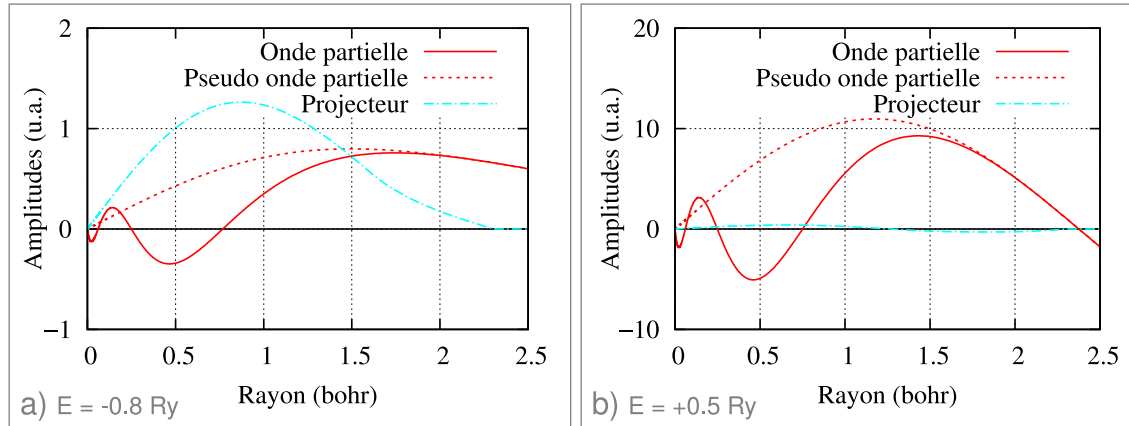 2
1
0
−1
Amplitudes (u.a.)
Onde partielle
Pseudo onde partielle
Projecteur
0
0.5
1
1.5
2
2.5
Rayon (bohr)
a) E = -0.8 Ry
20
10
0
−10
Amplitudes (u.a.)
Onde partielle
Pseudo onde partielle
Projecteur
0
0.5
1
1.5
2
2.5
Rayon (bohr)
b) E = +0.5 Ry